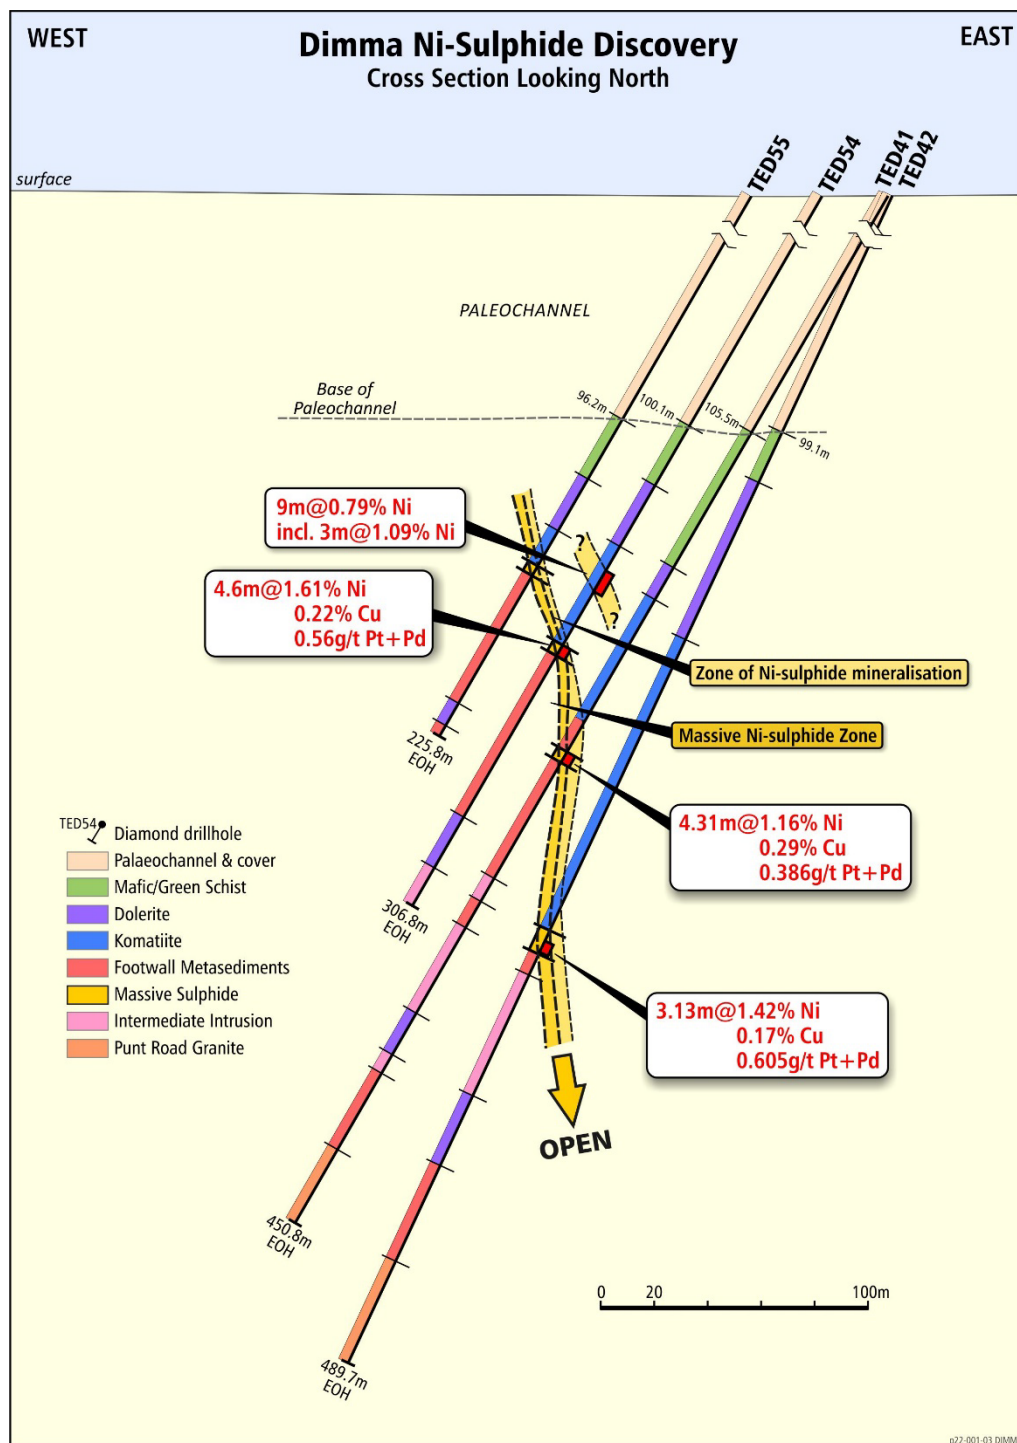 WEST
Dimma Ni-Sulphide Discovery
EAST
Cross Section Looking North
TED55
TED54
TED41
TED42
surface
PALEOCHANNEL
Base of
Paleochannel
96.2m
100.1m
105.5m
99.1m
9m@0.79% Ni
incl. 3m@1.09% Ni
?
?
4.6m@1.61% Ni
0.22% Cu
0.56g/t Pt+Pd
Zone of Ni-sulphide mineralisation
Massive Ni-sulphide Zone
225.8m
EOH
4.31m@1.16% Ni
0.29% Cu
0.386g/t Pt+Pd
TED54
Diamond drillhole
Palaeochannel & cover
Mafic/Green Schist
Dolerite
Komatiite
Footwall Metasediments
Massive Sulphide
Intermediate Intrusion
Punt Road Granite
306.8m
EOH
3.13m@1.42% Ni
0.17% Cu
0.605g/t Pt+Pd
OPEN
450.8m
EOH
0 20 100m
489.7m
EOH
p22-001-03 DIMM